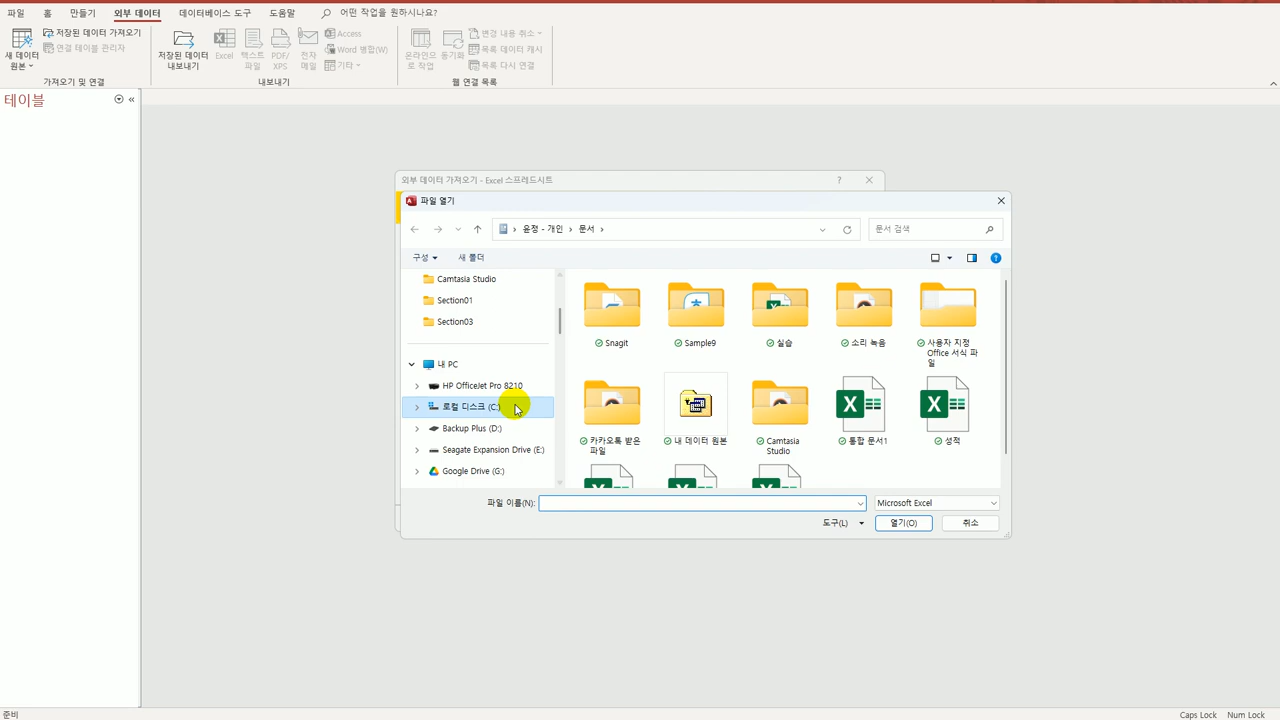 파일 홈 만들기 외부 데이터 데이터베이스 도구 도움말 어떤 작업을 원하시나요?
새 데이터
원본
저장된 데이터 가져오기
연결 테이블 관리자
가져오기 및 연결
저장된 데이터
내보내기
Excel
텍스트
파일
PDF/
XPS
전자
메일
Access
Word 병합(W)
기타
내보내기
온라인으
로 작업
동기화
변경 내용 취소
목록 데이터 캐시
목록 다시 연결
웹 연결 목록
테이블
외부 데이터 가져오기 - Excel 스프레드시트
?
파일 열기
윤정 - 개인 › 문서 ›
문서 검색
구성
새 폴더
Camtasia Studio
Section01
Section03
내 PC
HP OfficeJet Pro 8210
로컬 디스크 (C:)
Backup Plus (D:)
Seagate Expansion Drive (E:)
Google Drive (G:)
Snagit
Sample9
실습
소리 녹음
사용자 지정
Office 서식 파
일
카카오톡 받은
파일
내 데이터 원본
Camtasia
Studio
통합 문서1
성적
파일 이름(N):
Microsoft Excel
도구(L)
열기(O)
취소
준비
Caps Lock Num Lock